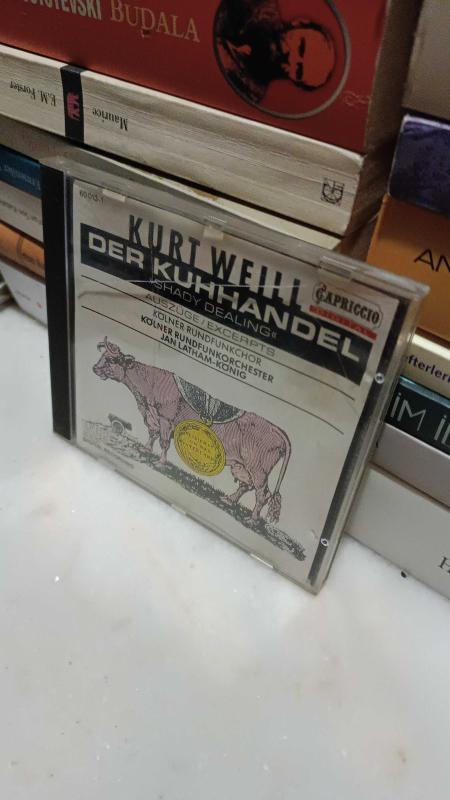 BUDALA
E.M. Forster
Maurice
60 013-1
KURT WEILL
DER KUHHANDEL
"SHADY DEALING"
AUSZÜGE / EXCERPTS
KÖLNER RUNDFUNKCHOR
KÖLNER RUNDFUNKORCHESTER
JAN LATHAM-KÖNIG
CAPRICCIO
DIGITAL
AN
İM
H